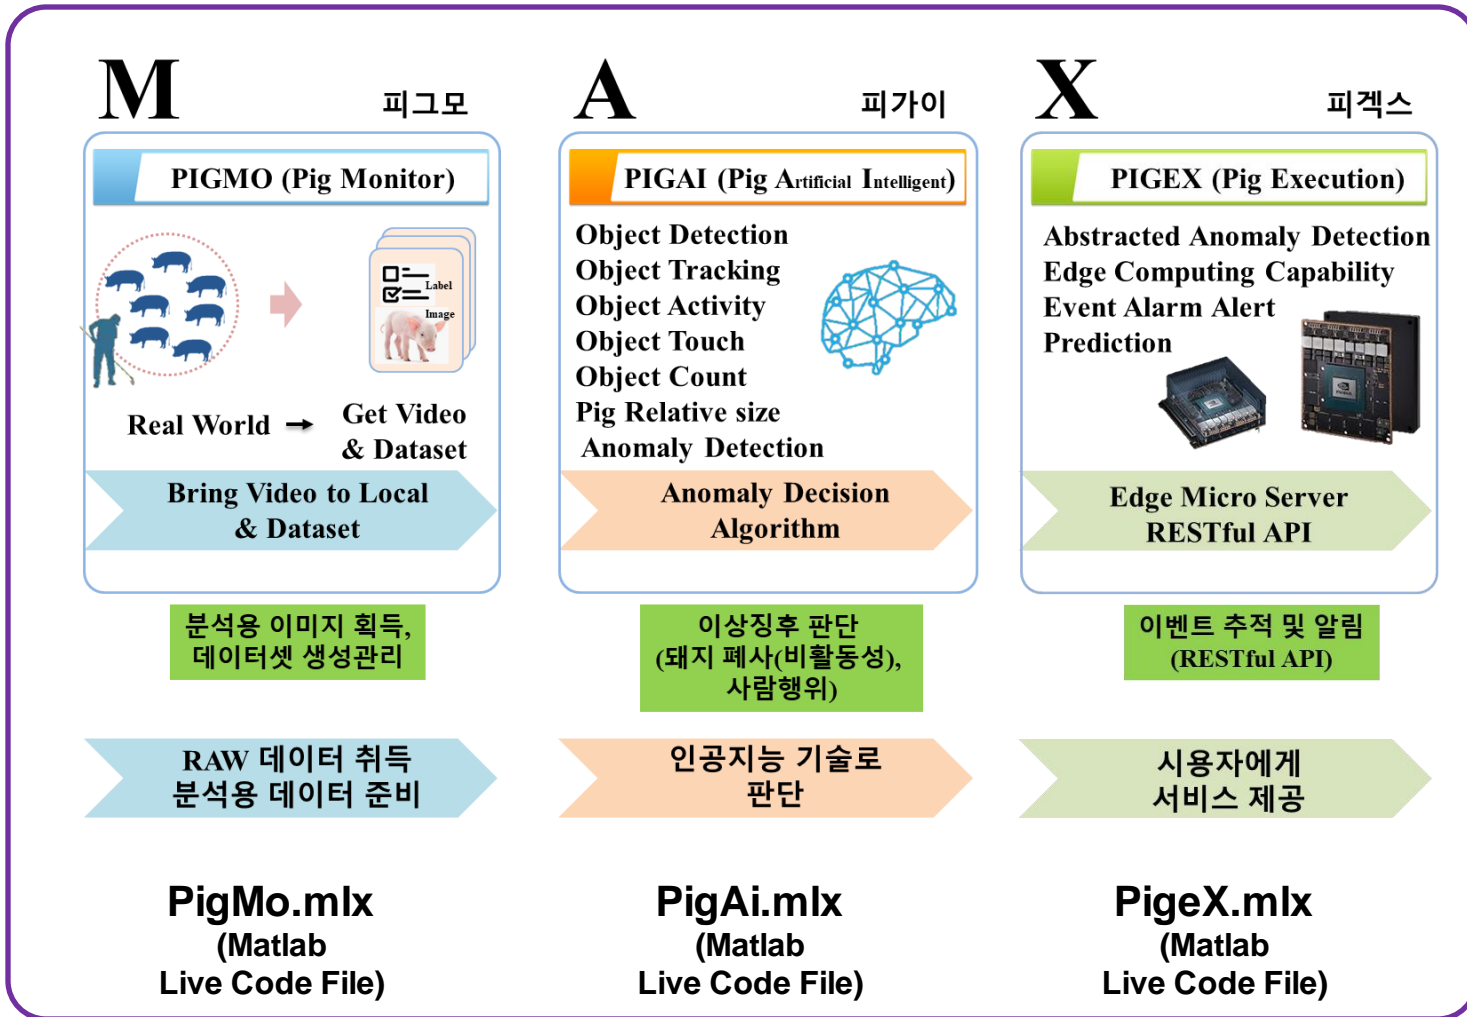 M
피그모
PIGMO (Pig Monitor)
Label
Image
Real World
Get Video
& Dataset
Bring Video to Local
& Dataset
분석용 이미지 획득,
데이터셋 생성관리
RAW 데이터 취득
분석용 데이터 준비
PigMo.mlx
(Matlab
Live Code File)
A
피가이
PIGAI (Pig Artificial Intelligent)
Object Detection
Object Tracking
Object Activity
Object Touch
Object Count
Pig Relative size
Anomaly Detection
Anomaly Decision
Algorithm
이상징후 판단
(돼지 폐사(비활동성),
사람행위)
인공지능 기술로
판단
PigAi.mlx
(Matlab
Live Code File)
X
피겍스
PIGEX (Pig Execution)
Abstracted Anomaly Detection
Edge Computing Capability
Event Alarm Alert
Prediction
Edge Micro Server
RESTful API
이벤트 추적 및 알림
(RESTful API)
시용자에게
서비스 제공
PigeX.mlx
(Matlab
Live Code File)